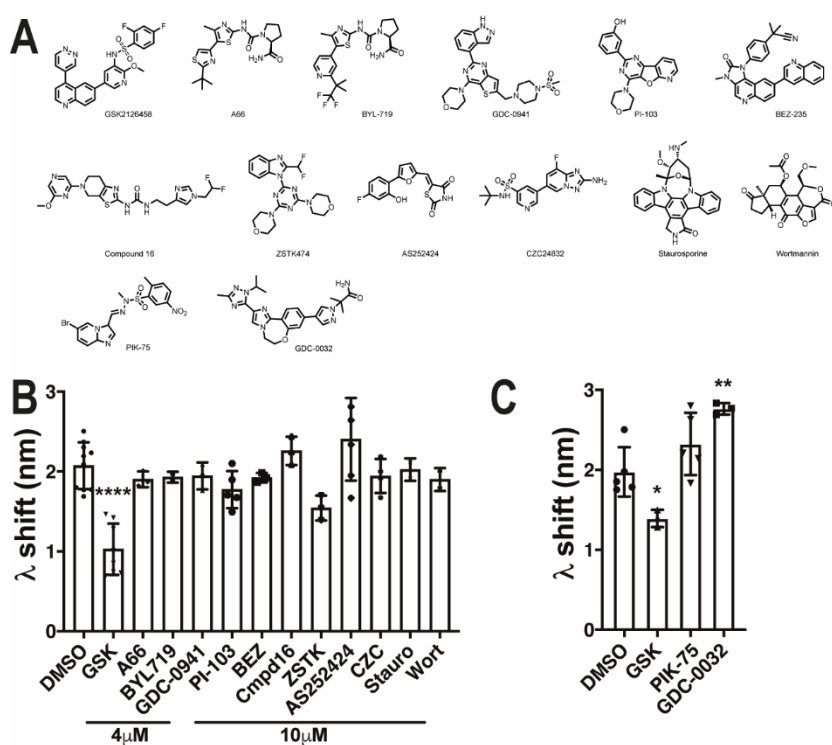 A
GSK2126458
A66
BYL-719
GDC-0941
PI-103
BEZ-235
Compound 16
ZSTK474
AS252424
CZC24832
Staurosporine
Wortmannin
PIK-75
GDC-0032
B
λ shift (nm)
3
2
1
0
****
DMSO
GSK
A66
BYL719
GDC-0941
PI-103
BEZ
Cmpd16
ZSTK
AS252424
CZC
Stauro
Wort
4μM
10μM
C
λ shift (nm)
3
2
1
0
*
**
DMSO
GSK
PIK-75
GDC-0032